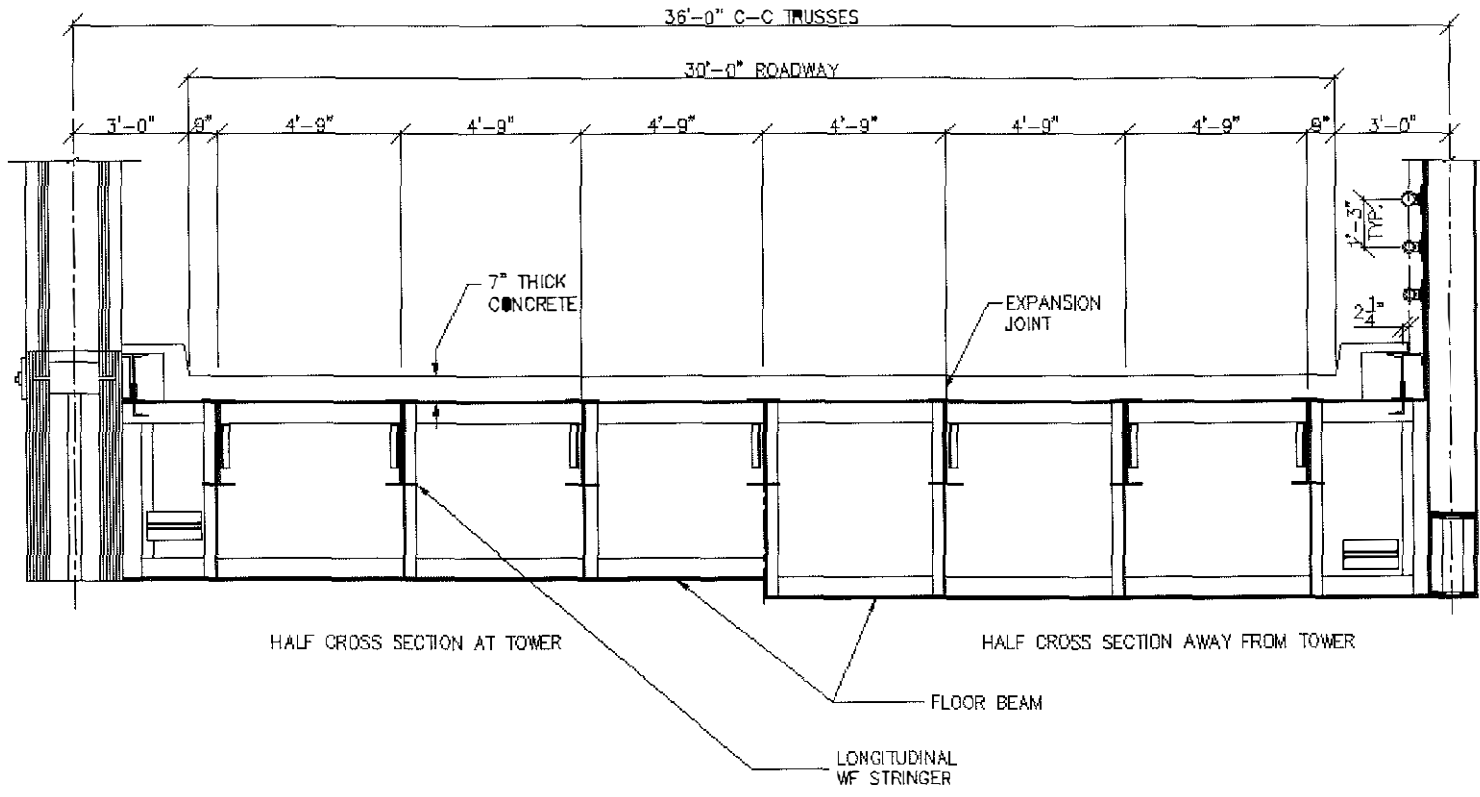 36'-0" C-C TRUSSES
30'-0" ROADWAY
3'-0" 9" 4'-9" 4'-9" 4'-9" 4'-9" 4'-9" 4'-9" 9" 3'-0"
1'-3"
TYP.
7" THICK
CONCRETE
EXPANSION
JOINT
2 1/4"
HALF CROSS SECTION AT TOWER
HALF CROSS SECTION AWAY FROM TOWER
FLOOR BEAM
LONGITUDINAL
WF STRINGER